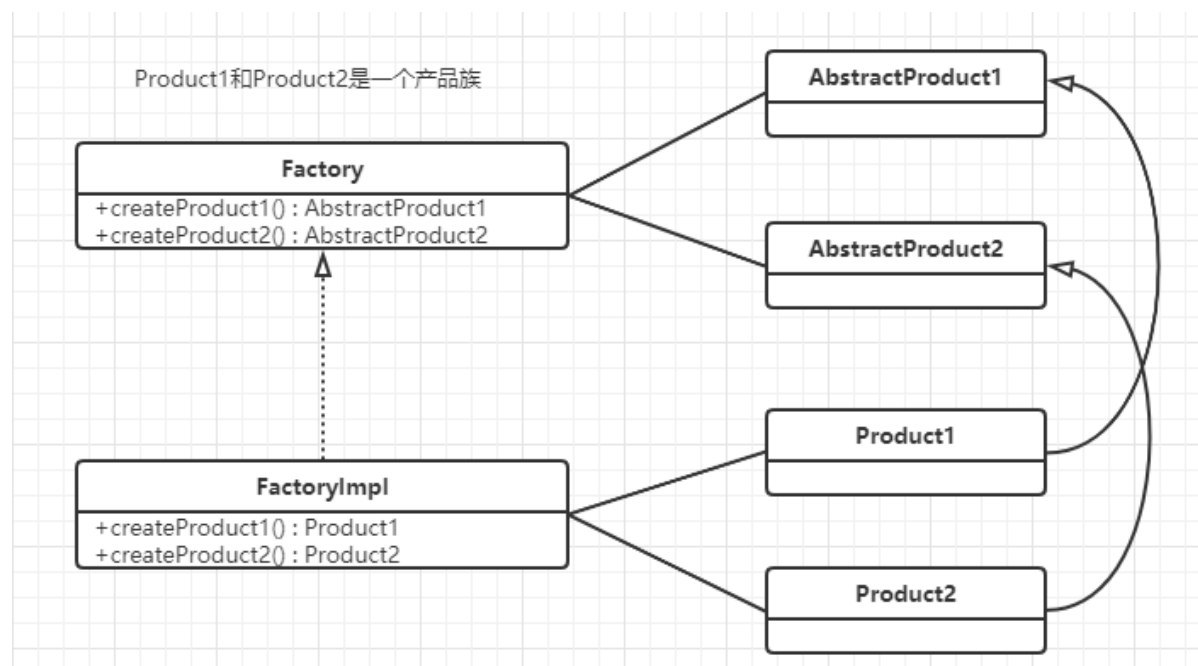 Product1和Product2是一个产品族
AbstractProduct1
Factory
+createProduct1() : AbstractProduct1
+createProduct2() : AbstractProduct2
AbstractProduct2
Product1
FactoryImpl
+createProduct1() : Product1
+createProduct2() : Product2
Product2